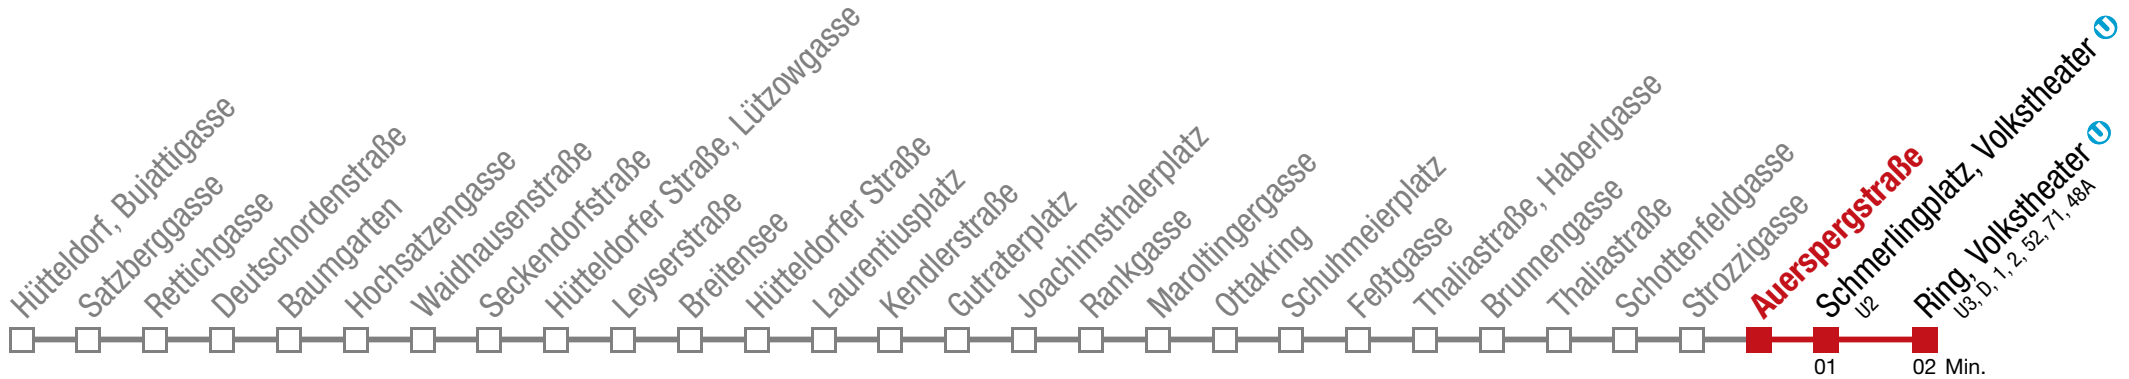 Hütteldorf, Bujattigasse
Satzberggasse
Rettichgasse
Deutschordenstraße
Baumgarten
Hochsatzengasse
Waidhausenstraße
Seckendorfstraße
Hütteldorfer Straße, Lützowgasse
Leyserstraße
Breitensee
Hütteldorfer Straße
Laurentiusplatz
Kendlerstraße
Gutraterplatz
Joachimsthalerplatz
Rankgasse
Maroltingergasse
Ottakring
Schuhmeierplatz
Feßtgasse
Thaliastraße, Haberlgasse
Brunnengasse
Thaliastraße
Schottenfeldgasse
Strozzigasse
Auerspergstraße
Schmerlingplatz, Volkstheater U
U2
Ring, Volkstheater U
U3, D, 1, 2, 52, 71, 48A
01
02 Min.